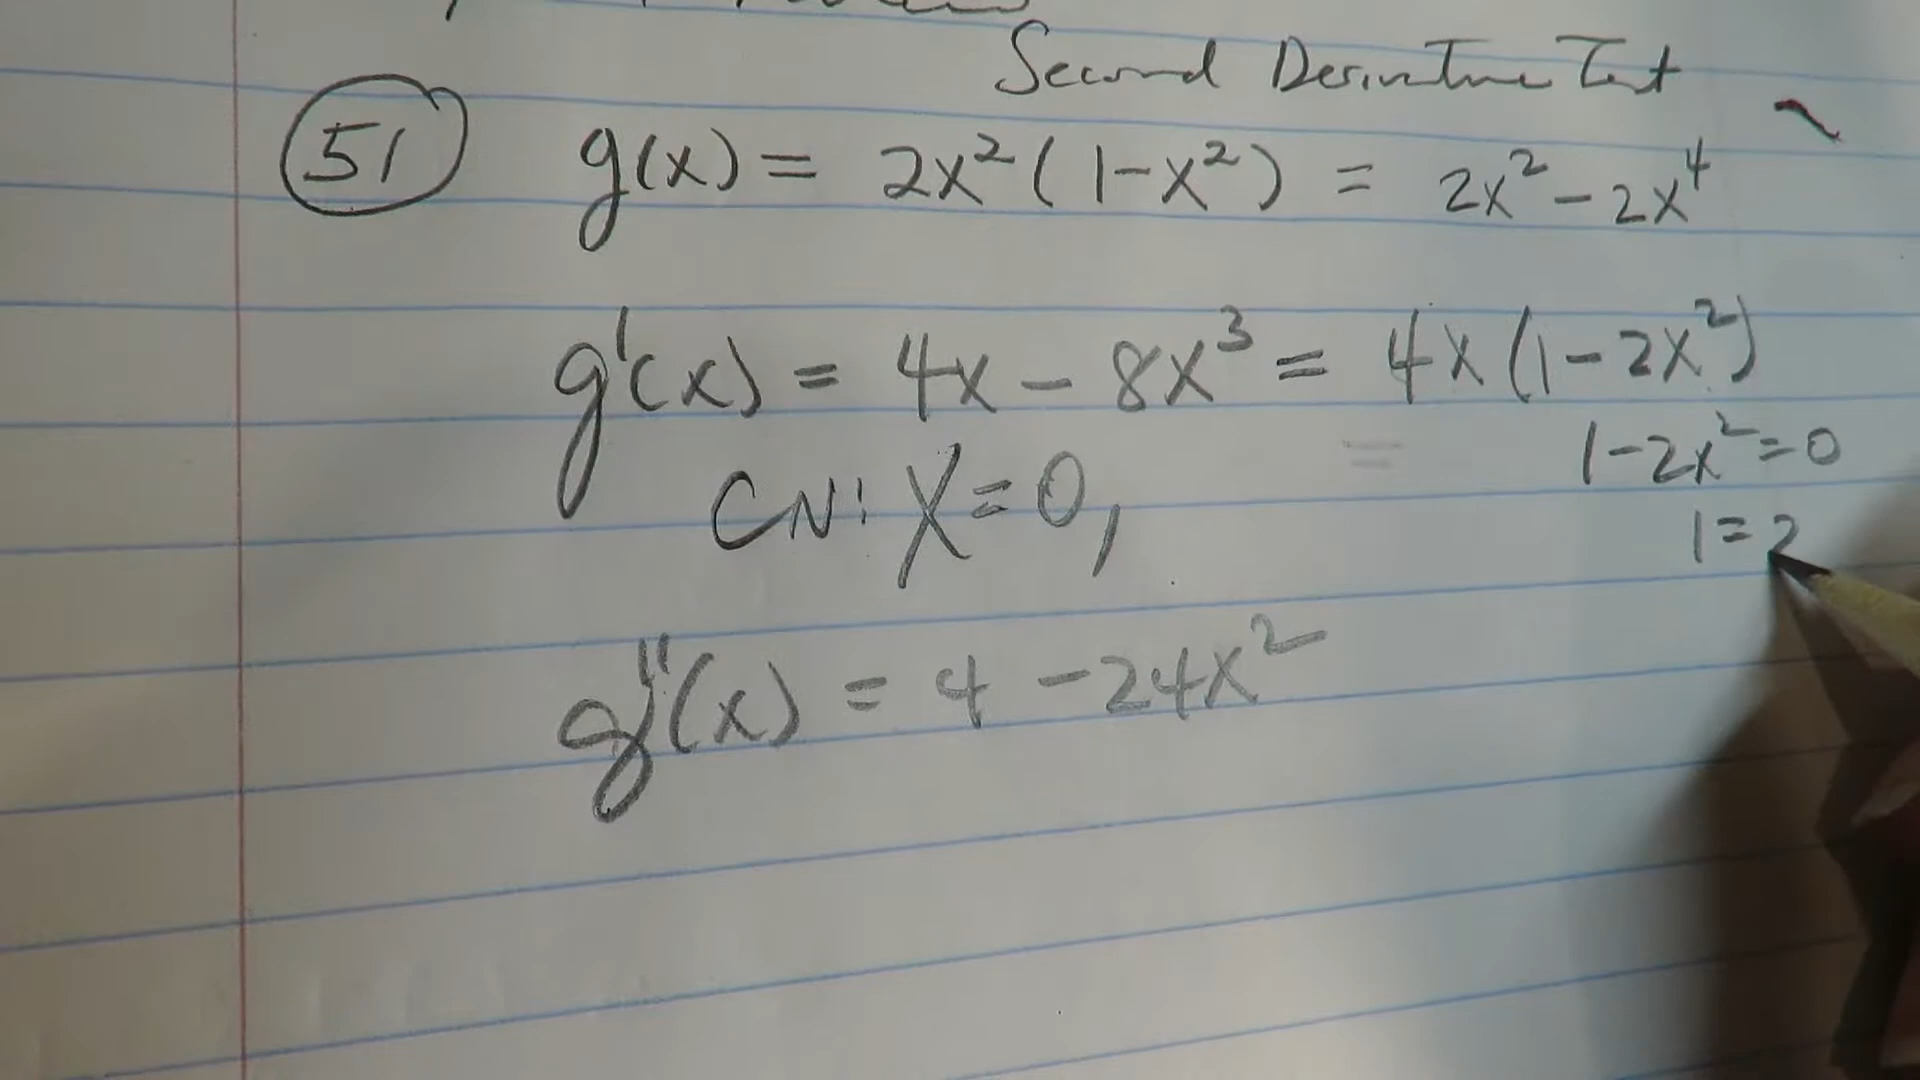 Second Derivative Test
51 g(x) = 2x²(1-x²) = 2x² - 2x⁴
g'(x) = 4x - 8x³ = 4x(1-2x²)
1-2x²=0
CN: X=0,
1=2
g''(x) = 4 - 24x²